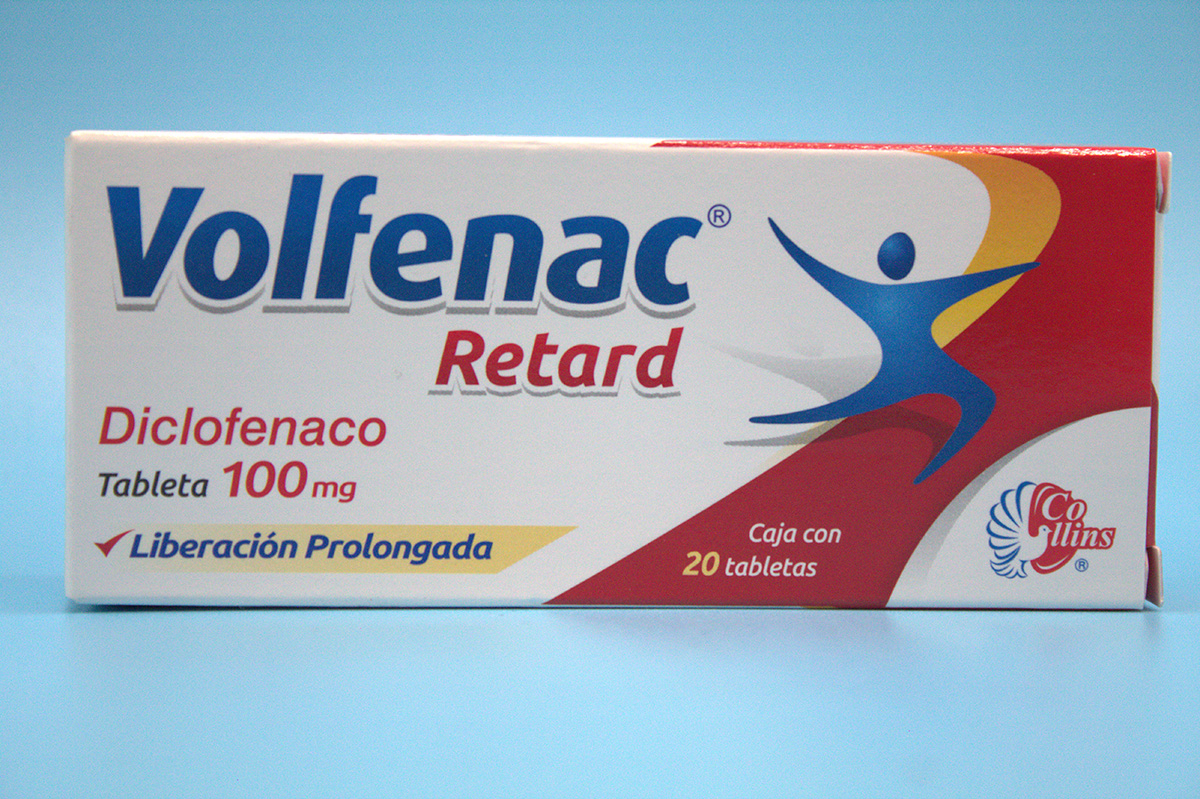 Volfenac®
Retard
Diclofenaco
Tableta 100 mg
Liberación Prolongada
Caja con
20 tabletas
Collins
®